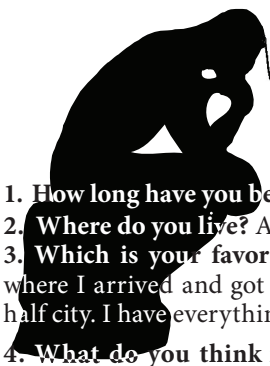 1. How long have you be
2. Where do you live? A
3. Which is your favor
where I arrived and got
half city. I have everythin
4. What do you think